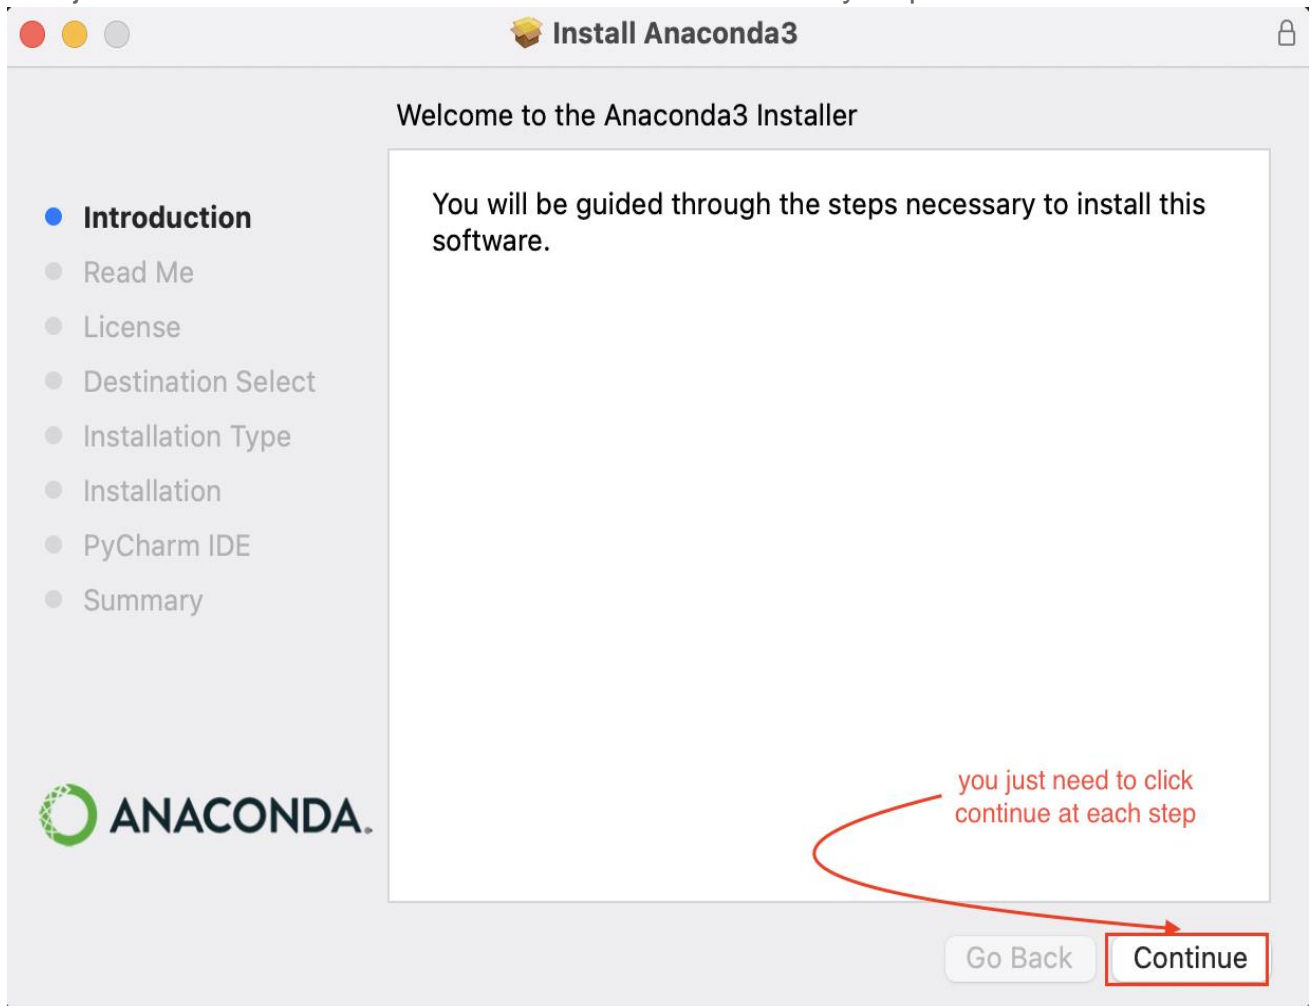 Install Anaconda3
Welcome to the Anaconda3 Installer
You will be guided through the steps necessary to install this
software.
Introduction
Read Me
License
Destination Select
Installation Type
Installation
PyCharm IDE
Summary
ANACONDA.
you just need to click
continue at each step
Go Back
Continue